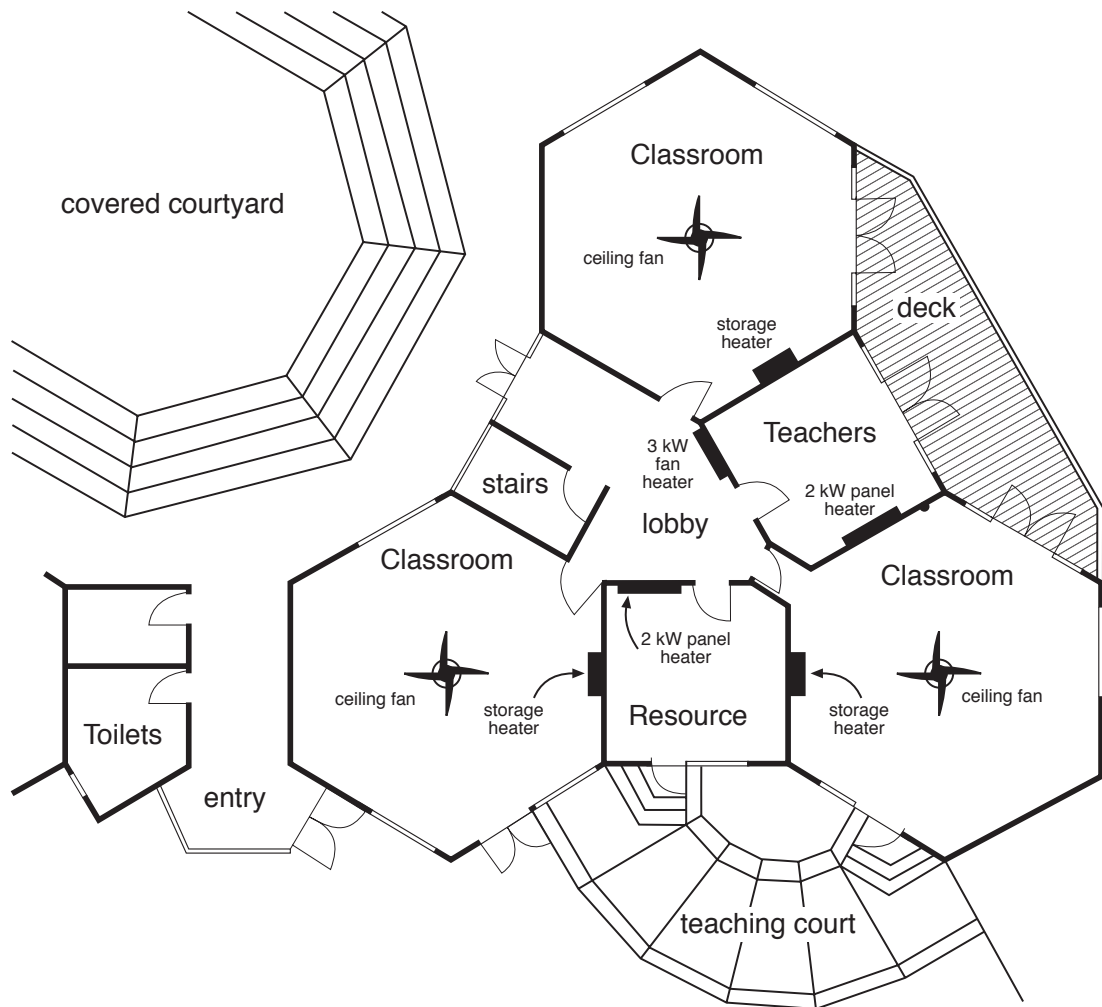 Classroom
covered courtyard
ceiling fan
deck
storage
heater
Teachers
3 kW
fan
heater
stairs
2 kW panel
heater
lobby
Classroom
Classroom
2 kW panel
heater
ceiling fan
storage
heater
Resource
storage
heater
ceiling fan
Toilets
entry
teaching court